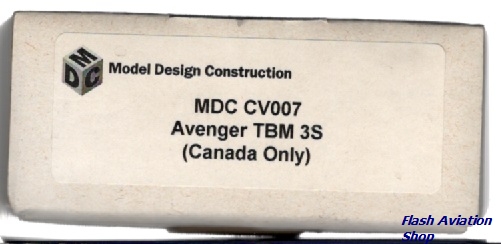 MDC
Model Design Construction
MDC CV007
Avenger TBM 3S
(Canada Only)
Flash Aviation
Shop